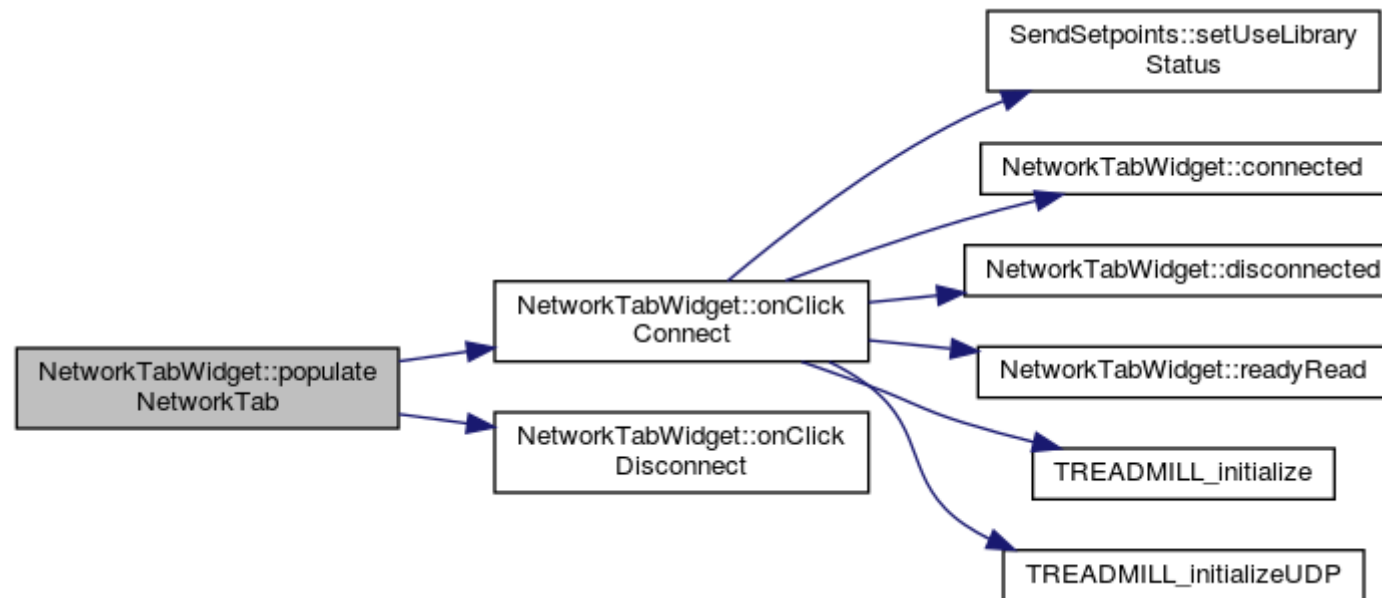 SendSetpoints::setUseLibrary
Status
NetworkTabWidget::connected
NetworkTabWidget::disconnected
NetworkTabWidget::onClick
Connect
NetworkTabWidget::populate
NetworkTab
NetworkTabWidget::readyRead
NetworkTabWidget::onClick
Disconnect
TREADMILL_initialize
TREADMILL_initializeUDP